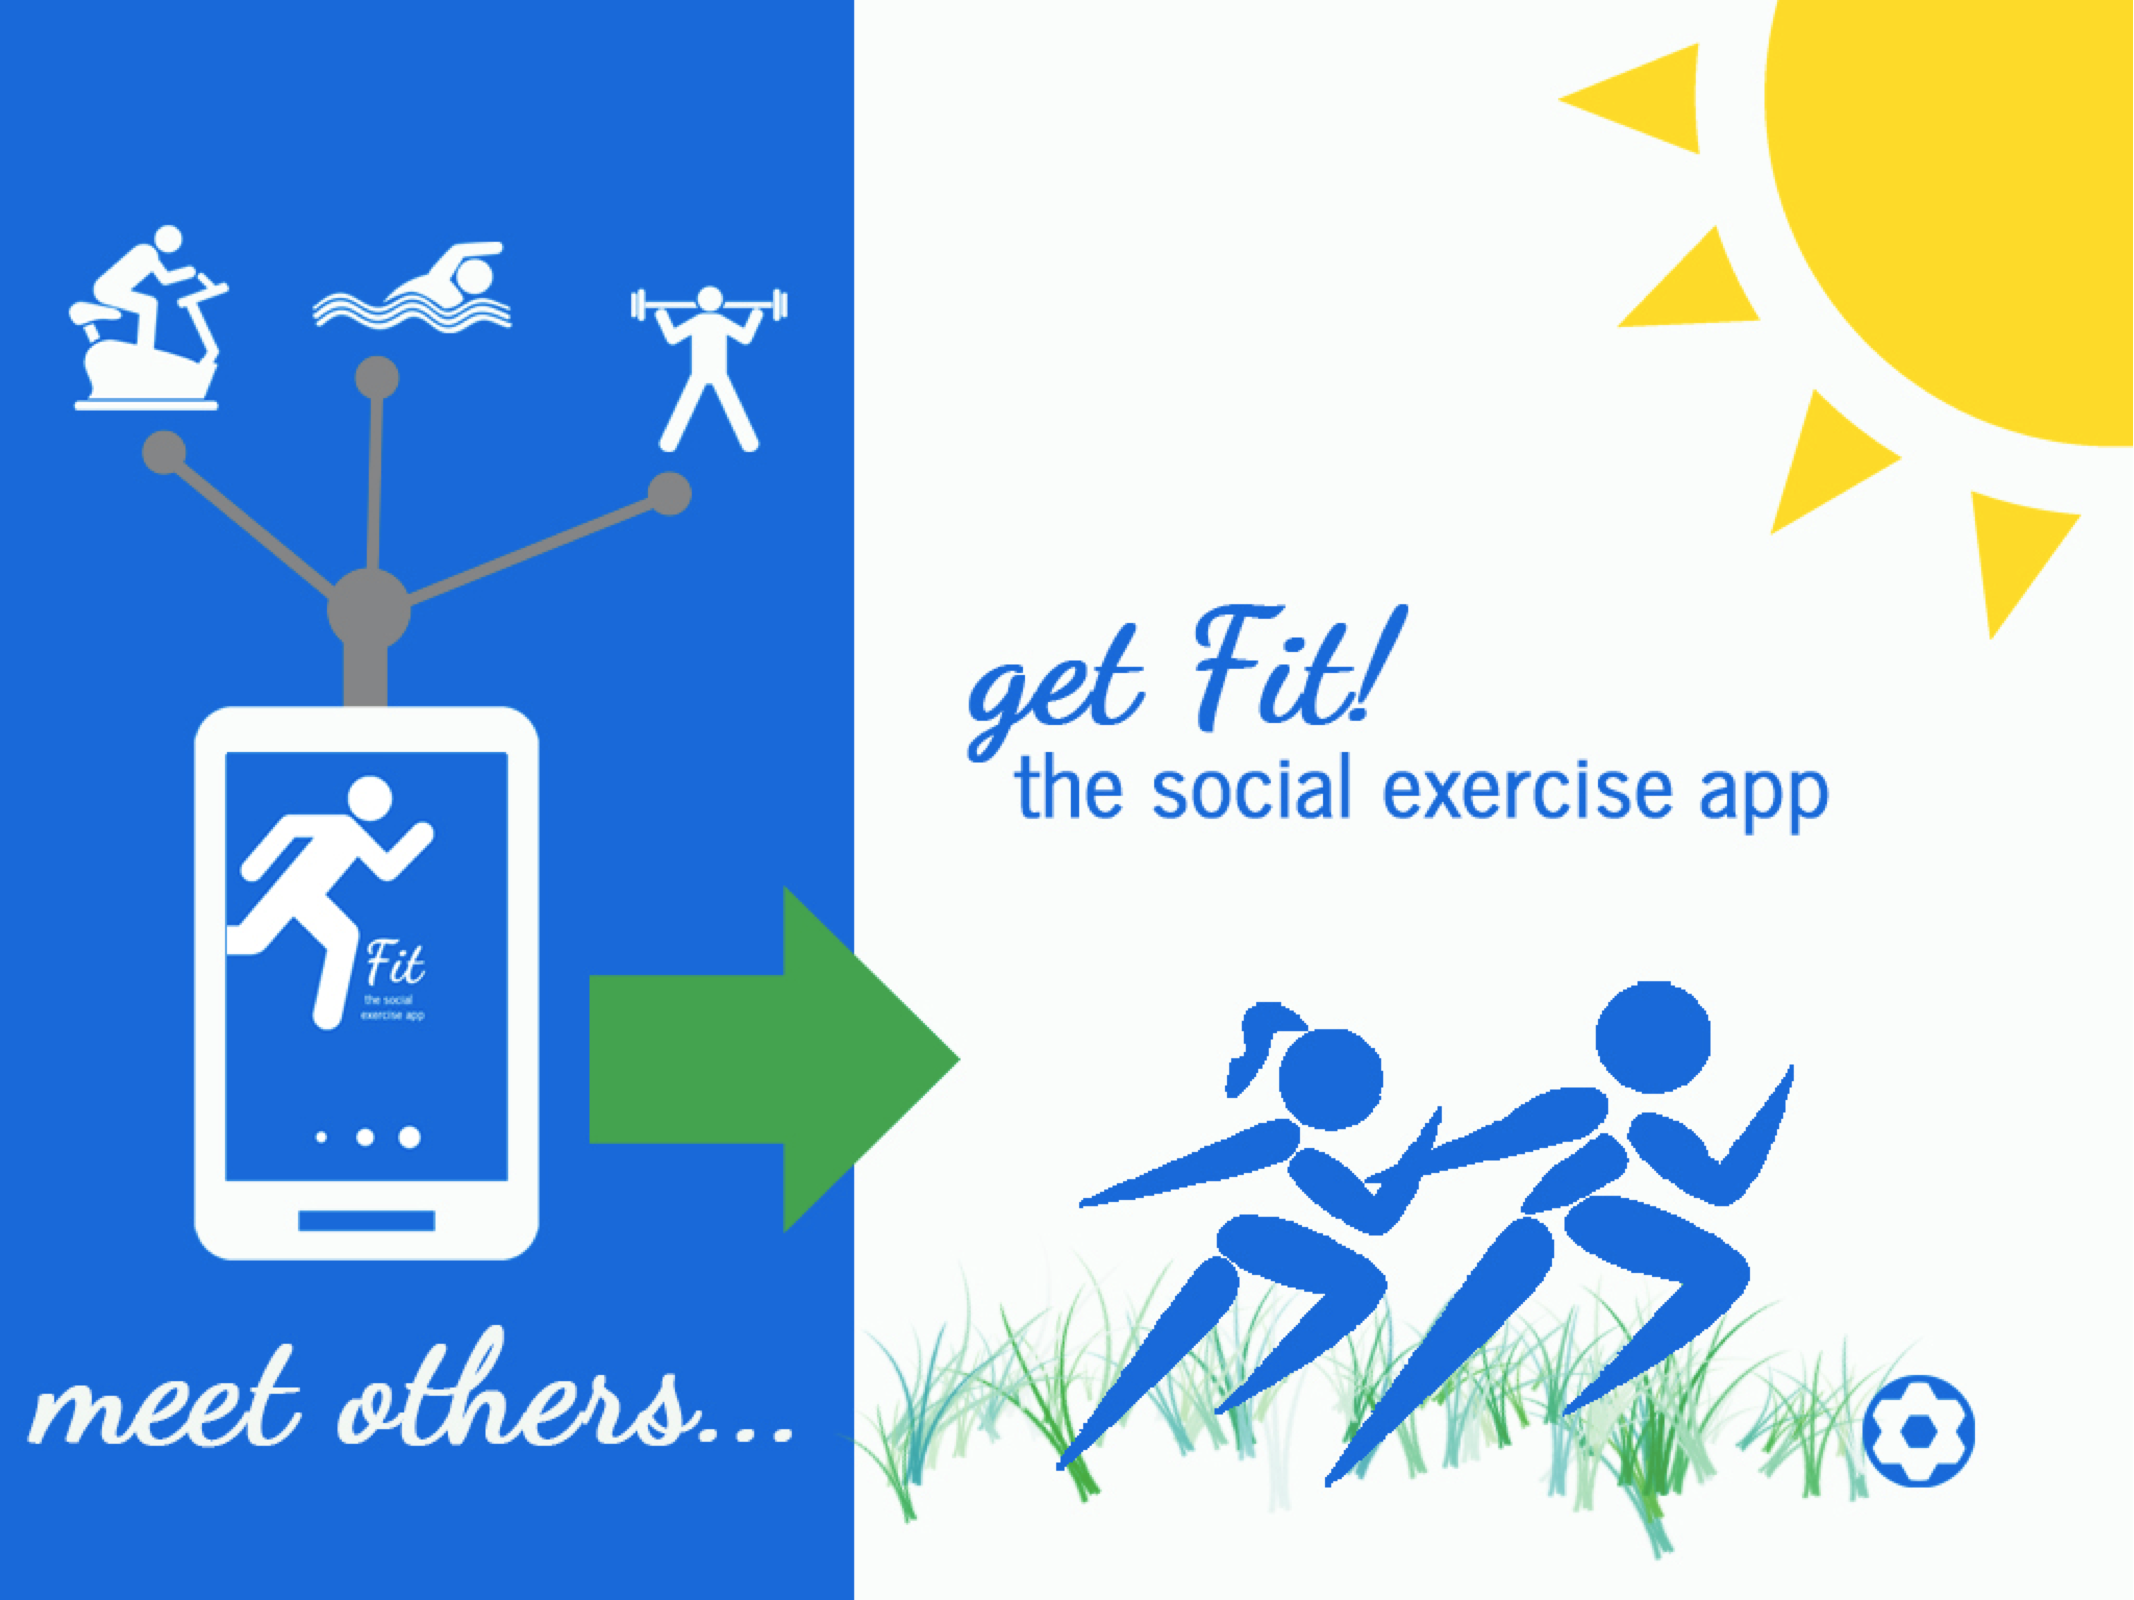 get Fit!
the social exercise app
Fit
the social
exercise app
meet others...